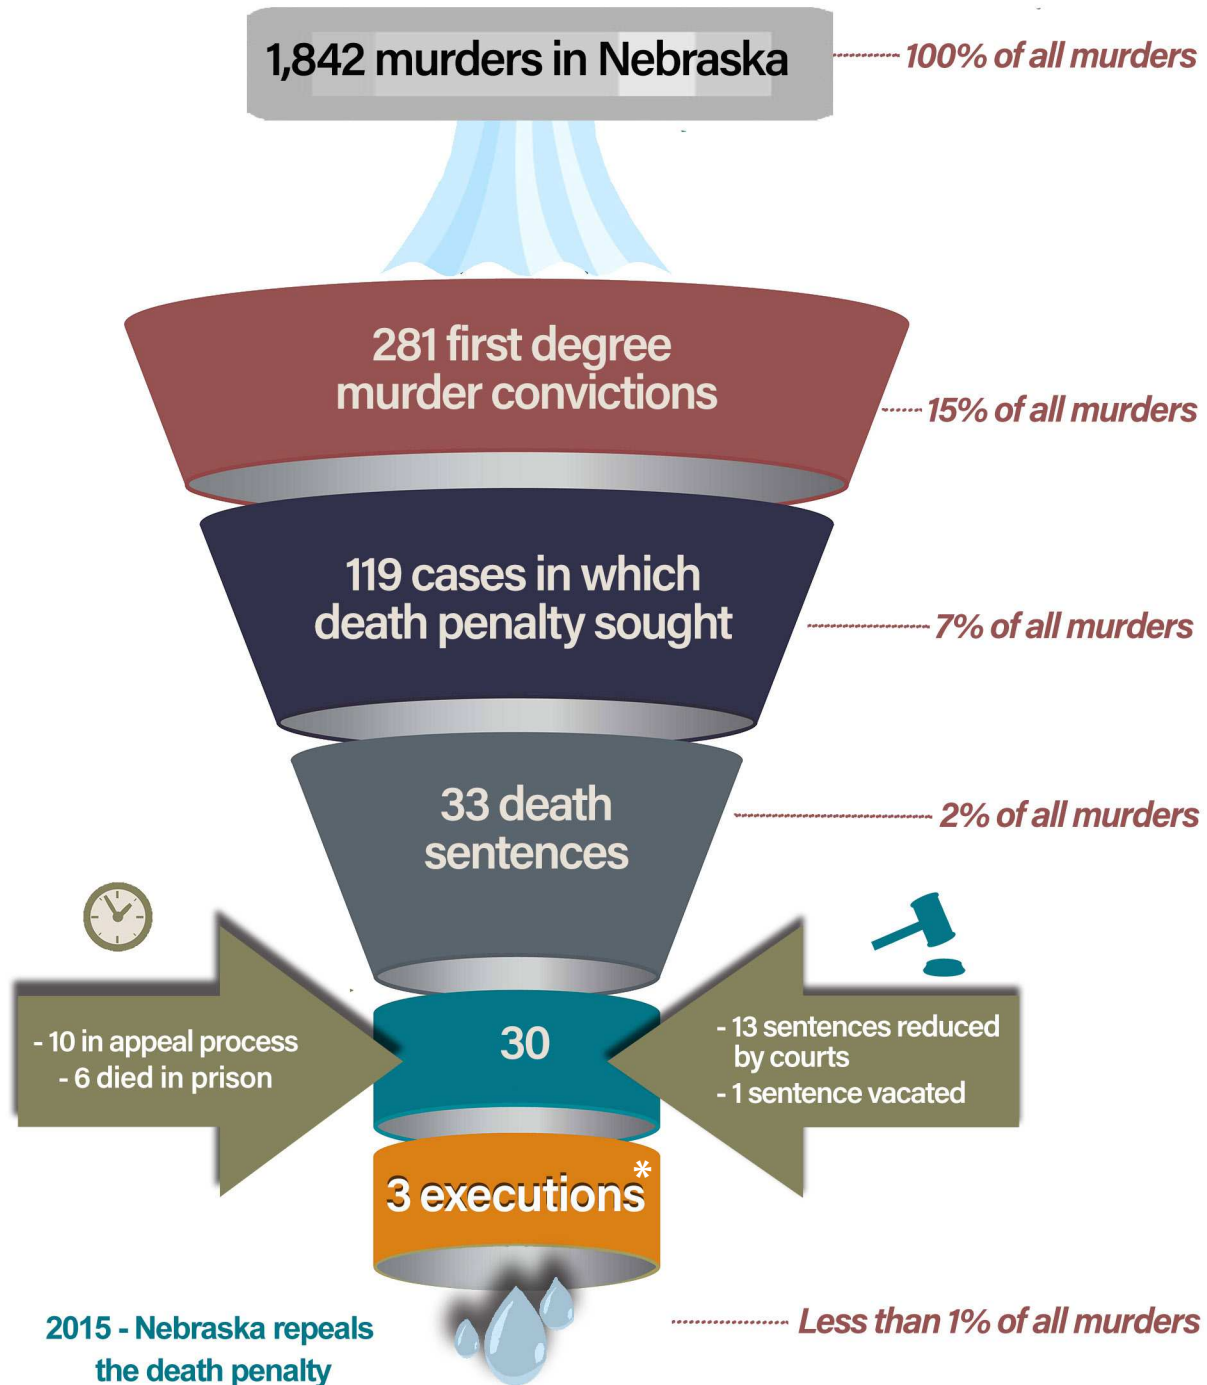 1,842 murders in Nebraska
100% of all murders
281 first degree
murder convictions
15% of all murders
119 cases in which
death penalty sought
7% of all murders
33 death
sentences
2% of all murders
- 10 in appeal process
- 6 died in prison
30
- 13 sentences reduced
by courts
- 1 sentence vacated
3 executions*
Less than 1% of all murders
2015 - Nebraska repeals
the death penalty